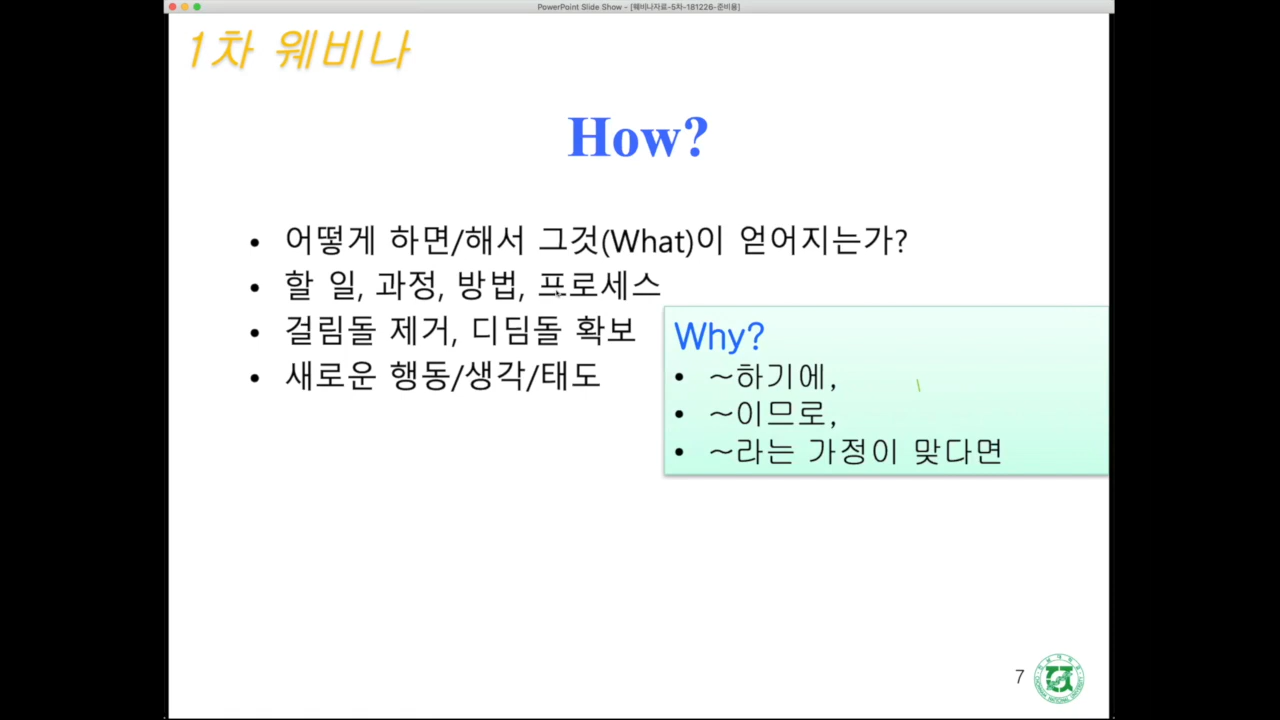 PowerPoint Slide Show - [웨비나자료-5차-181226-준비용]
1차 웨비나
How?
• 어떻게 하면/해서 그것(What)이 얻어지는가?
• 할 일, 과정, 방법, 프로세스
• 걸림돌 제거, 디딤돌 확보
• 새로운 행동/생각/태도
Why?
• ~하기에,
• ~이므로,
• ~라는 가정이 맞다면
7